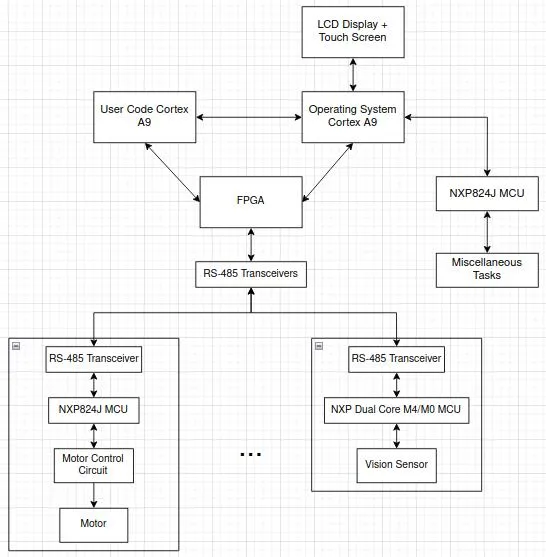 LCD Display +
Touch Screen
User Code Cortex
A9
Operating System
Cortex A9
FPGA
NXP824J MCU
RS-485 Transceivers
Miscellaneous
Tasks
RS-485 Transceiver
NXP824J MCU
Motor Control
Circuit
Motor
...
RS-485 Transceiver
NXP Dual Core M4/M0 MCU
Vision Sensor